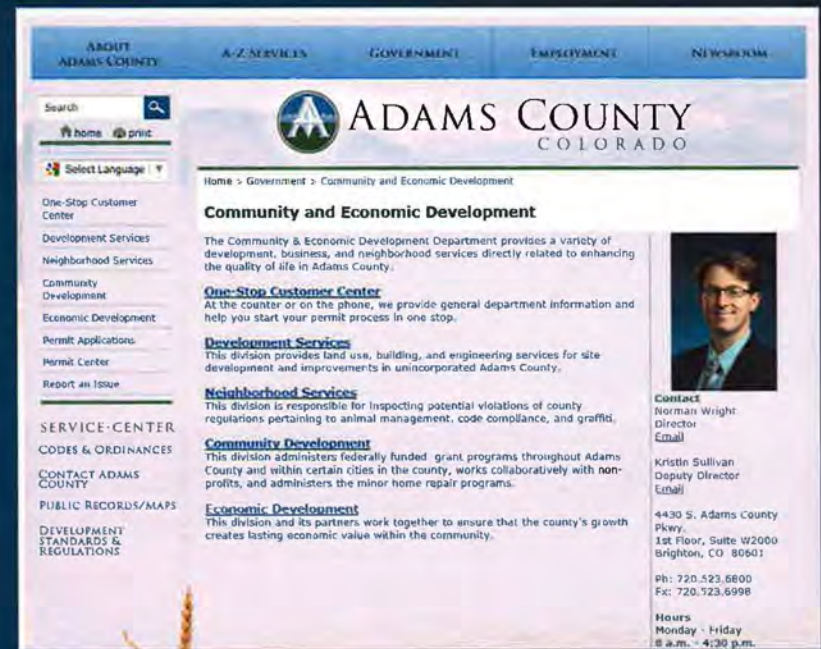 ABOUT
ADAMS COUNTY
A-Z SERVICES
GOVERNMENT
EMPLOYMENT
NEWSROOM
Search
home print
Select Language ▼
One-Stop Customer
Center
Development Services
Neighborhood Services
Community
Development
Economic Development
Permit Applications
Permit Center
Report an Issue
SERVICE·CENTER
CODES & ORDINANCES
CONTACT ADAMS
COUNTY
PUBLIC RECORDS/MAPS
DEVELOPMENT
STANDARDS &
REGULATIONS
ADAMS COUNTY
COLORADO
Home > Government > Community and Economic Development
Community and Economic Development
The Community & Economic Development Department provides a variety of
development, business, and neighborhood services directly related to enhancing
the quality of life in Adams County.
One-Stop Customer Center
At the counter or on the phone, we provide general department information and
help you start your permit process in one stop.
Development Services
This division provides land use, building, and engineering services for site
development and improvements in unincorporated Adams County.
Neighborhood Services
This division is responsible for inspecting potential violations of county
regulations pertaining to animal management, code compliance, and graffiti.
Community Development
This division administers federally funded grant programs throughout Adams
County and within certain cities in the county, works collaboratively with non-
profits, and administers the minor home repair programs.
Economic Development
This division and its partners work together to ensure that the county's growth
creates lasting economic value within the community.
Contact
Norman Wright
Director
Email
Kristin Sullivan
Deputy Director
Email
4430 S. Adams County
Pkwy.
1st Floor, Suite W2000
Brighton, CO 80601
Ph: 720.523.6800
Fx: 720.523.6998
Hours
Monday - Friday
8 a.m. - 4:30 p.m.